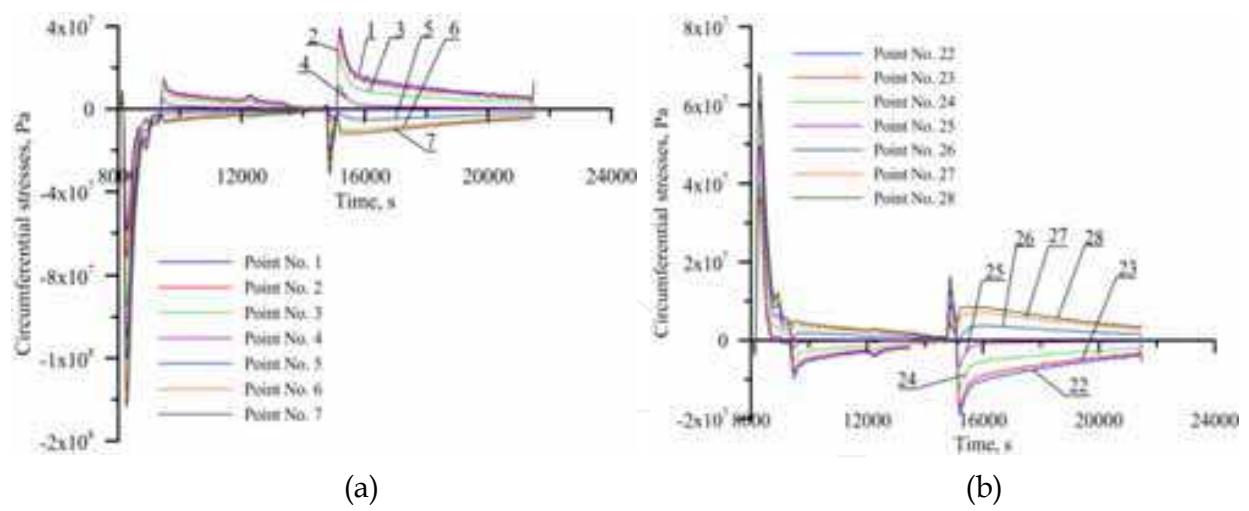 4x10⁷
0
-4x10⁷
-8x10⁷
-1x10⁸
-2x10⁸
Circumferential stresses, Pa
8000
12000
16000
20000
24000
Time, s
1
2
3
4
5
6
7
Point No. 1
Point No. 2
Point No. 3
Point No. 4
Point No. 5
Point No. 6
Point No. 7
(a)
8x10⁷
6x10⁷
4x10⁷
2x10⁷
0
-2x10⁷
Circumferential stresses, Pa
8000
12000
16000
20000
24000
Time, s
Point No. 22
Point No. 23
Point No. 24
Point No. 25
Point No. 26
Point No. 27
Point No. 28
25
26
27
28
23
24
22
(b)